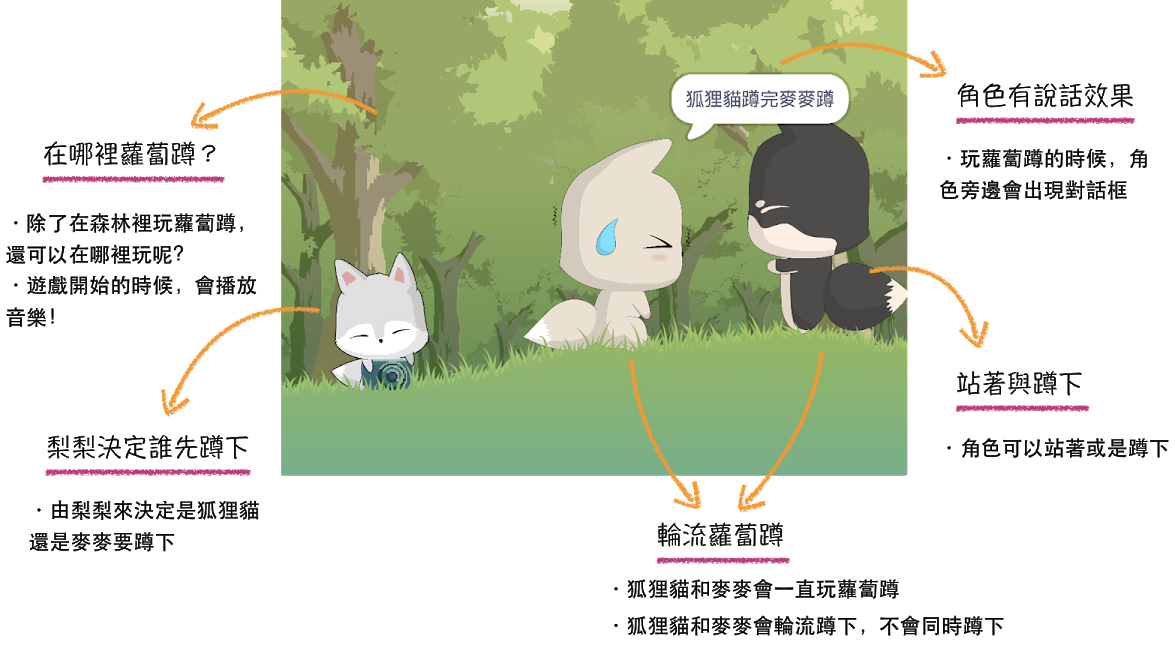 狐狸貓蹲完麥麥蹲
角色有說話效果
・玩蘿蔔蹲的時候，角
色旁邊會出現對話框
在哪裡蘿蔔蹲？
・除了在森林裡玩蘿蔔蹲，
還可以在哪裡玩呢？
・遊戲開始的時候，會播放
音樂！
站著與蹲下
・角色可以站著或是蹲下
梨梨決定誰先蹲下
・由梨梨來決定是狐狸貓
還是麥麥要蹲下
輪流蘿蔔蹲
・狐狸貓和麥麥會一直玩蘿蔔蹲
・狐狸貓和麥麥會輪流蹲下，不會同時蹲下